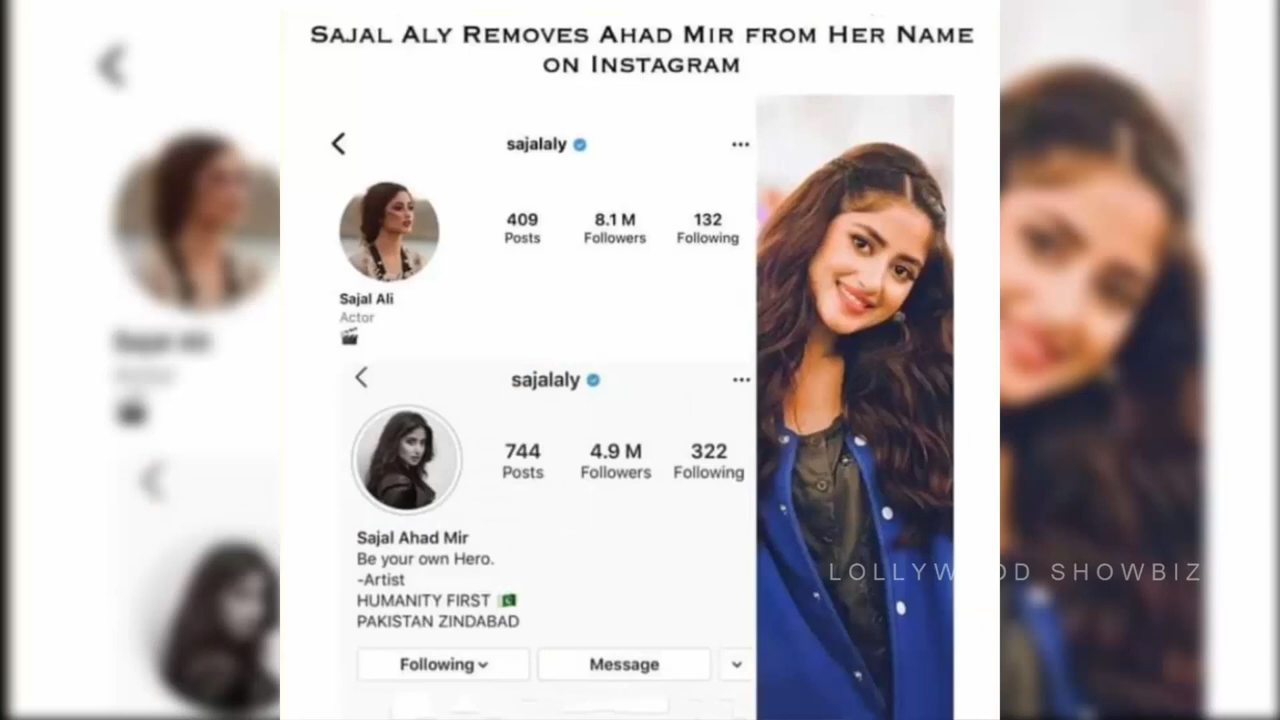 Sajal Aly Removes Ahad Mir from Her Name
on Instagram
sajalaly
409 8.1 M 132
Posts Followers Following
Sajal Ali
Actor
sajalaly
744 4.9 M 322
Posts Followers Following
Sajal Ahad Mir
Be your own Hero.
-Artist
HUMANITY FIRST 🇵🇰
PAKISTAN ZINDABAD
Following Message
LOLLYWOOD SHOWBIZ